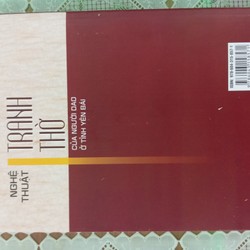 NGHỆ
THUẬT
TRANH
THỜ
CỦA NGƯỜI DAO
Ở TỈNH YÊN BÁI